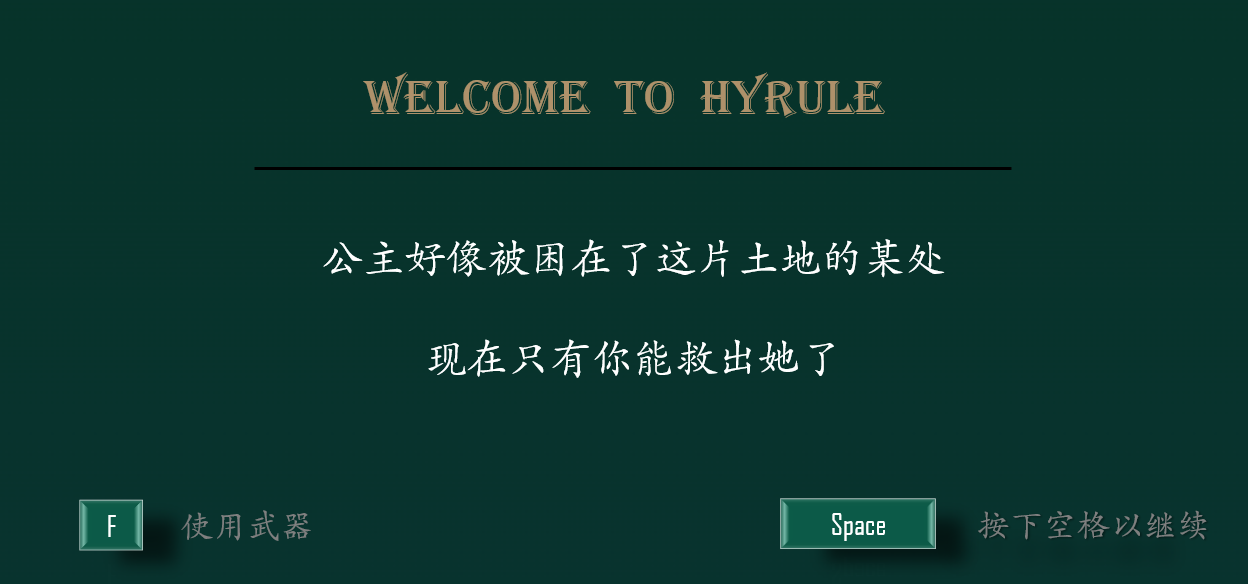 WELCOME TO HYRULE
公主好像被困在了这片土地的某处
现在只有你能救出她了
F 使用武器
Space 按下空格以继续